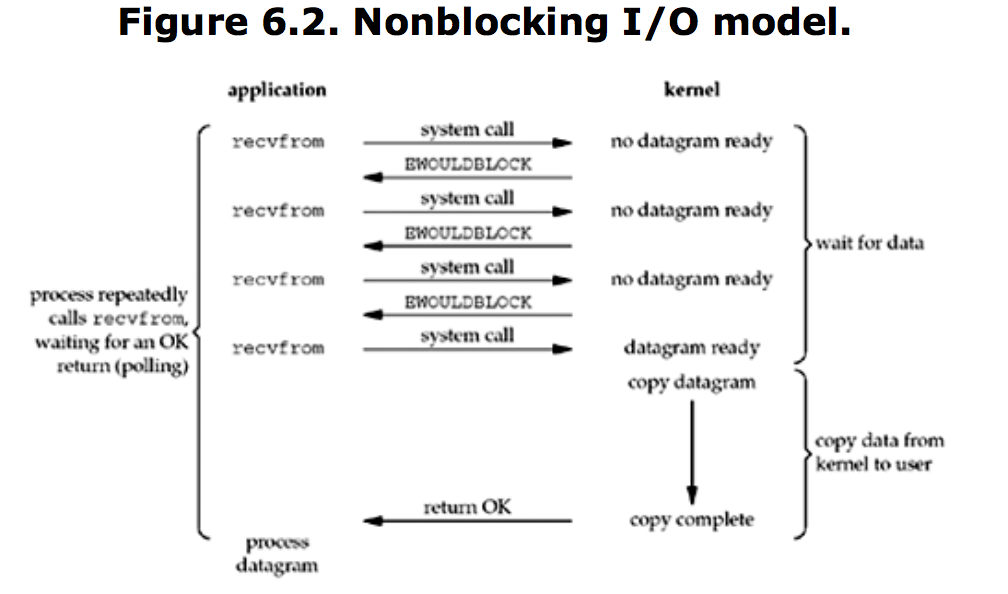 Figure 6.2. Nonblocking I/O model.
application
kernel
recvfrom
system call
no datagram ready
EWOULDBLOCK
recvfrom
system call
no datagram ready
EWOULDBLOCK
wait for data
recvfrom
system call
no datagram ready
EWOULDBLOCK
process repeatedly
calls recvfrom,
waiting for an OK
return (polling)
recvfrom
system call
datagram ready
copy datagram
copy data from
kernel to user
return OK
copy complete
process
datagram